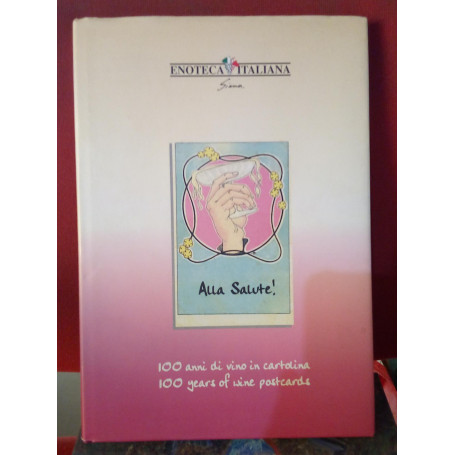 ENOTECA ITALIANA
Siena
Alla Salute!
100 anni di vino in cartolina
100 years of wine postcards